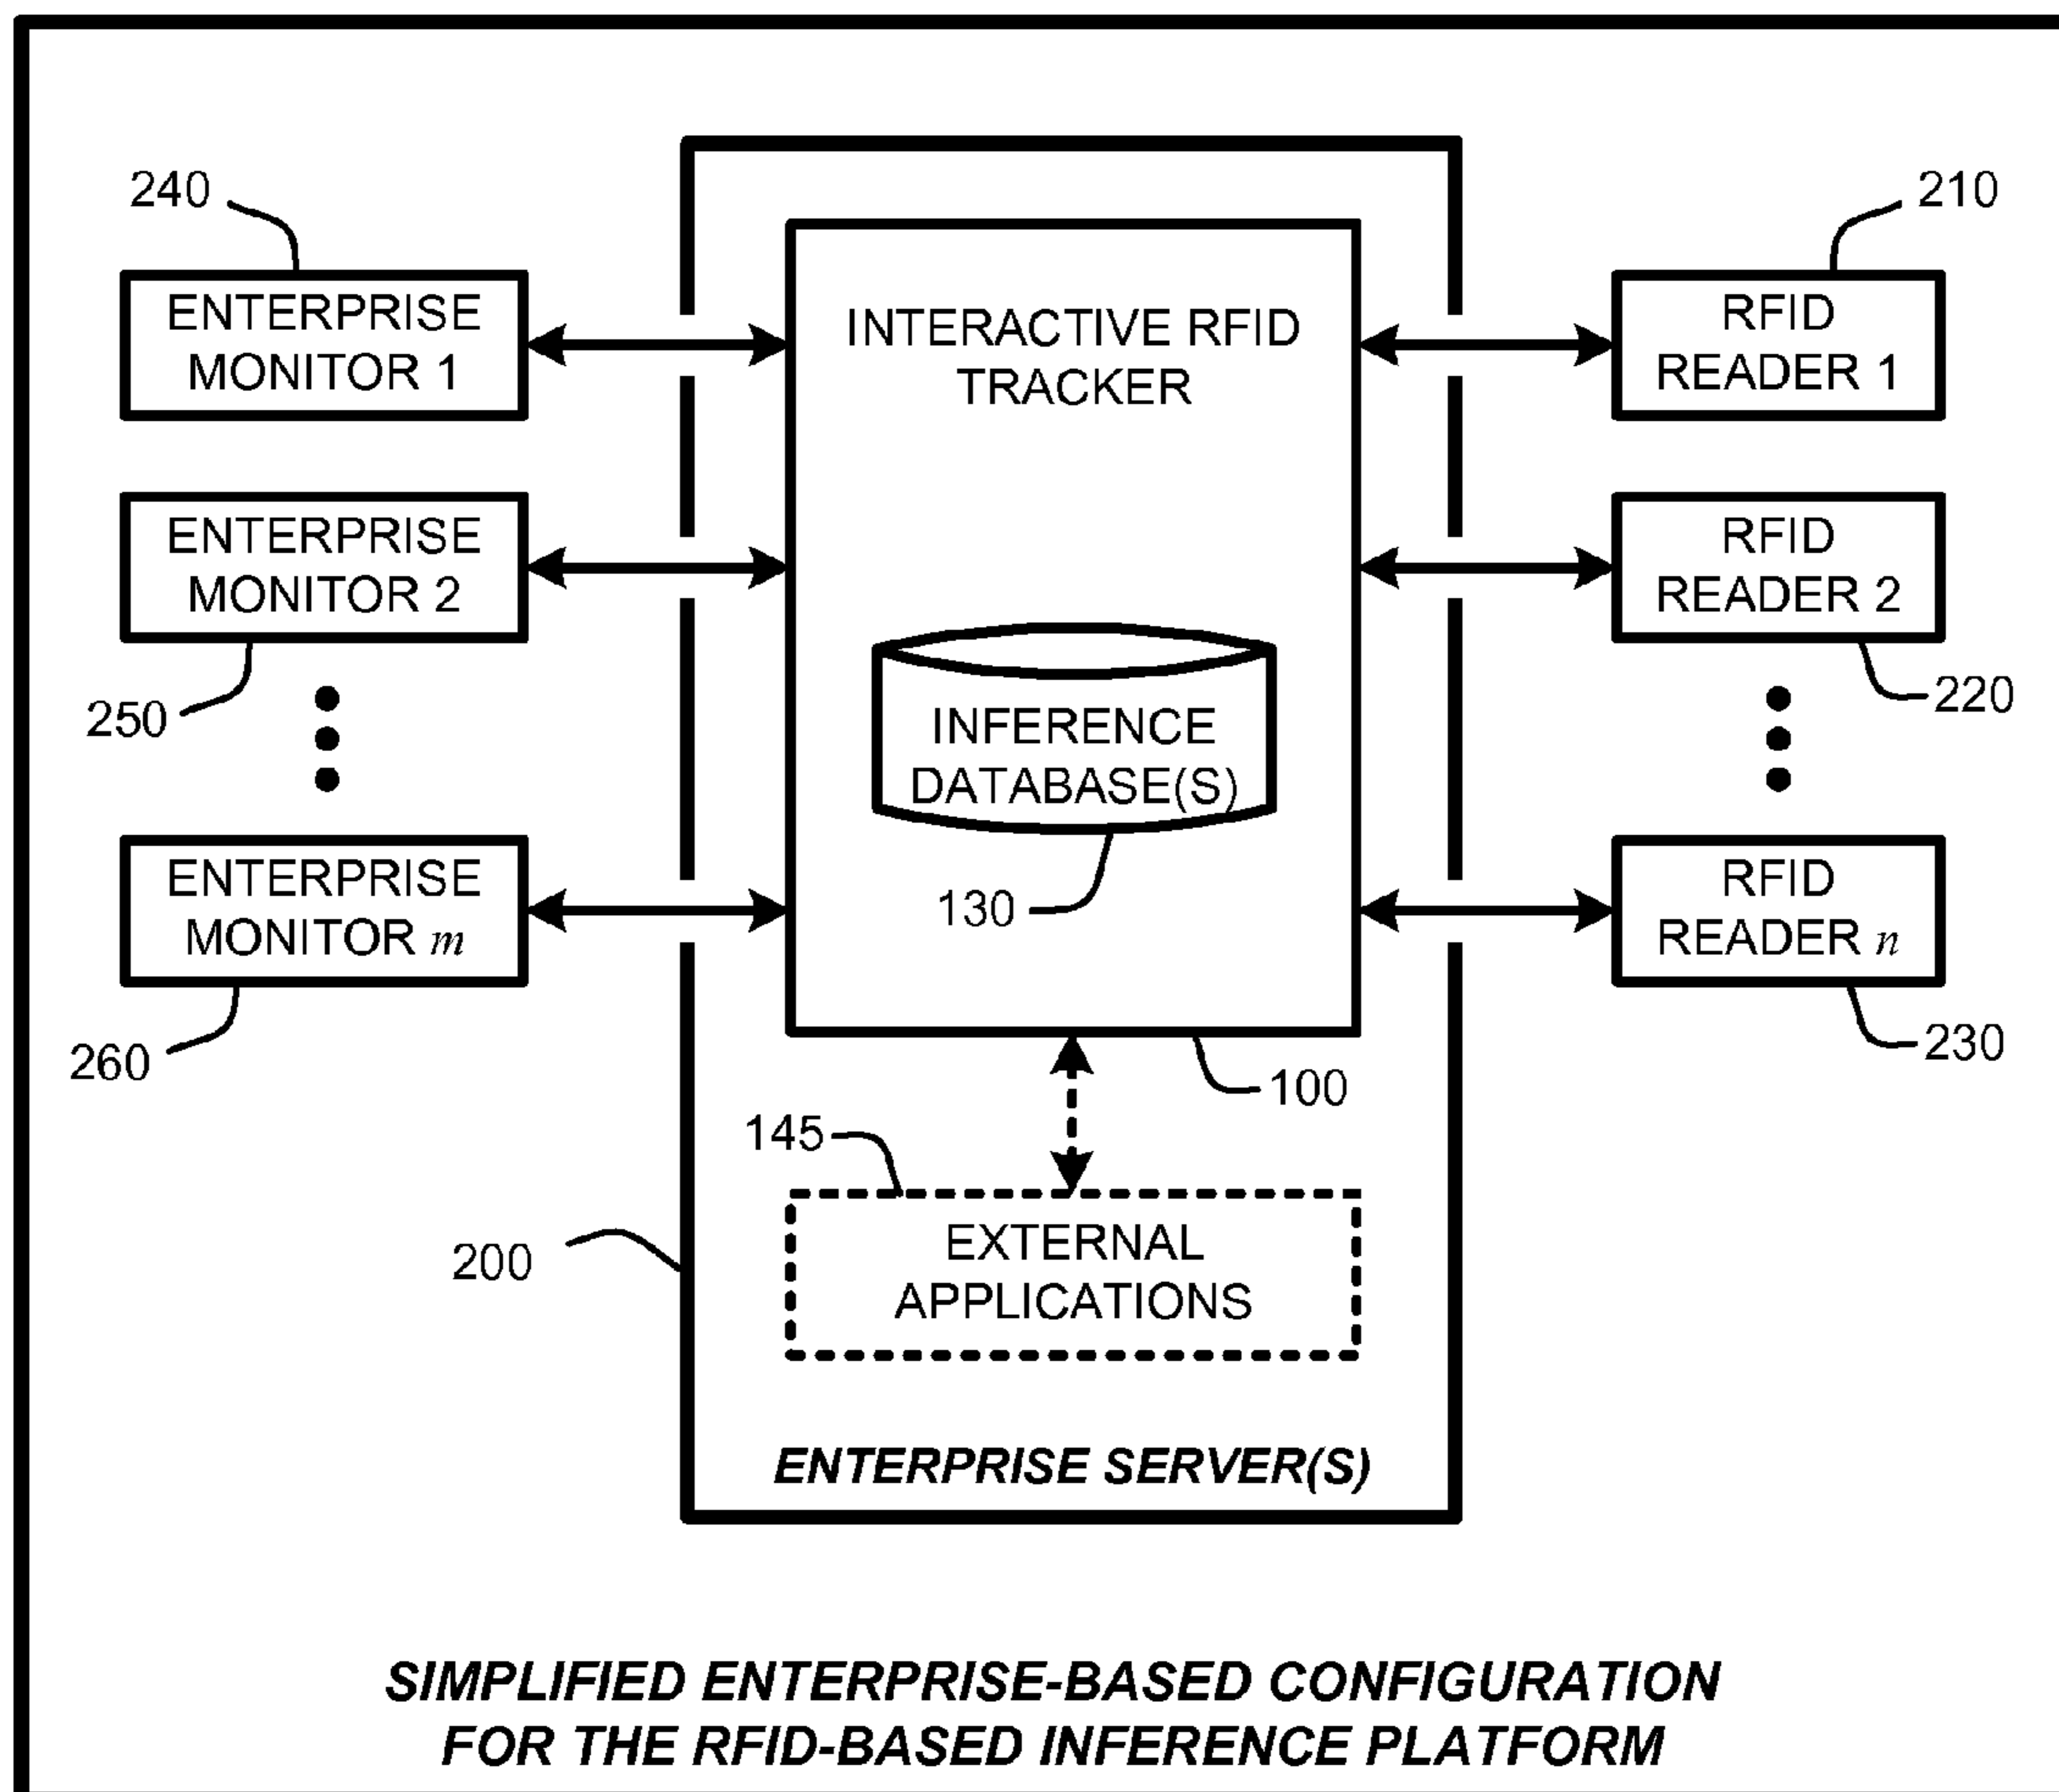 240
210
ENTERPRISE
MONITOR 1
INTERACTIVE RFID
TRACKER
RFID
READER 1
ENTERPRISE
MONITOR 2
RFID
READER 2
250
220
INFERENCE
DATABASE(S)
130
ENTERPRISE
MONITOR m
RFID
READER n
260
230
100
145
EXTERNAL
APPLICATIONS
200
ENTERPRISE SERVER(S)
SIMPLIFIED ENTERPRISE-BASED CONFIGURATION
FOR THE RFID-BASED INFERENCE PLATFORM